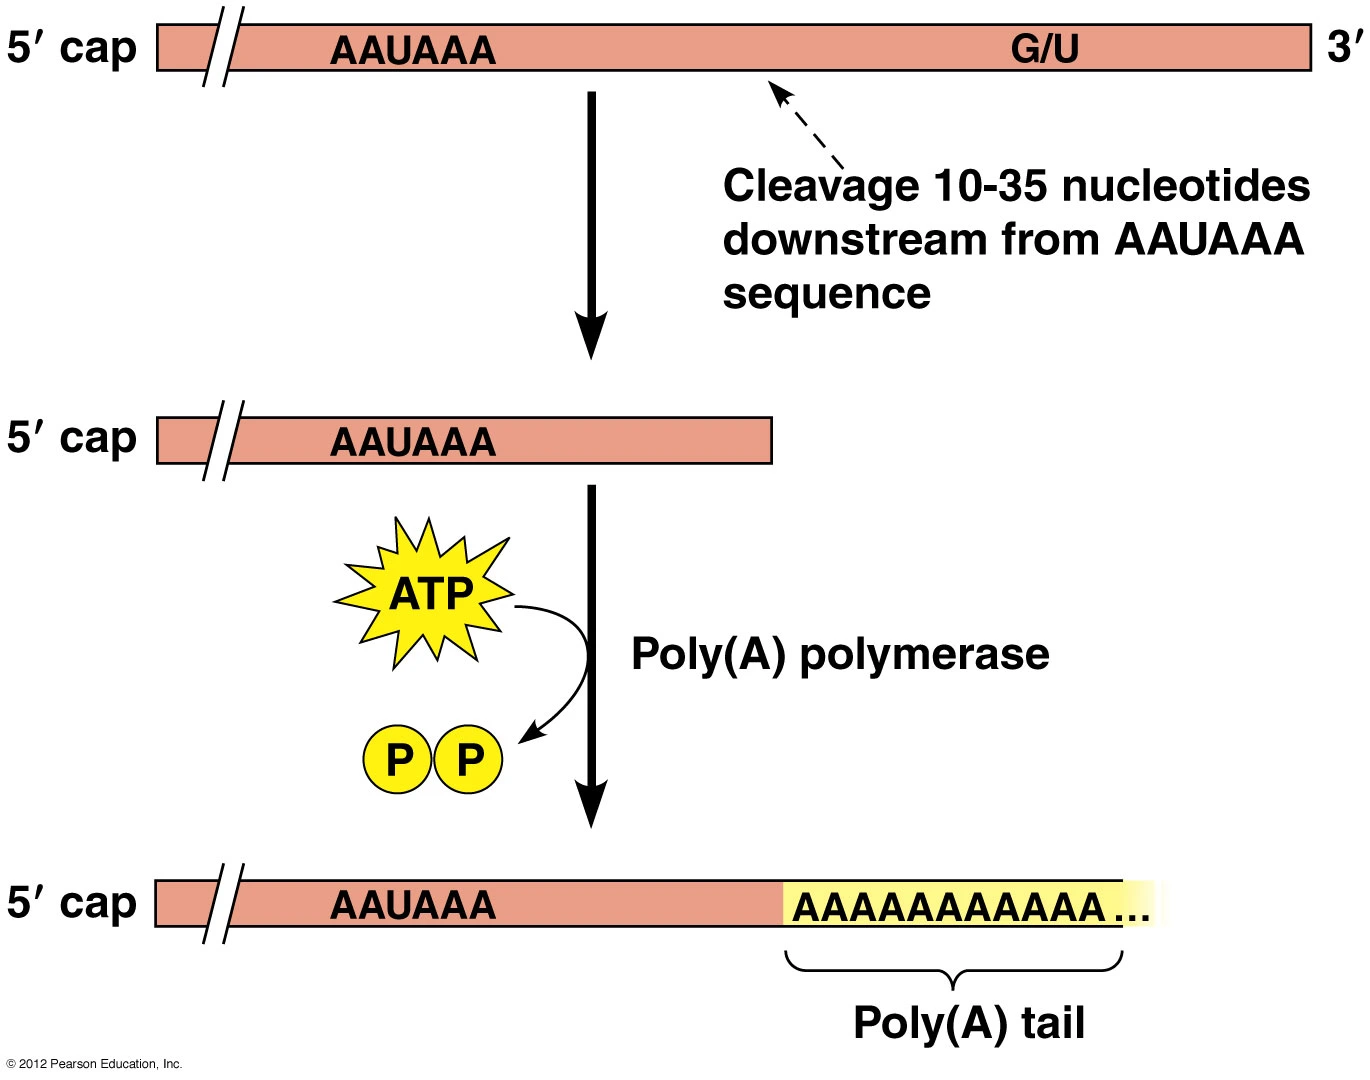 5′ cap AAUAAA G/U 3′
Cleavage 10-35 nucleotides
downstream from AAUAAA
sequence
5′ cap AAUAAA
ATP
Poly(A) polymerase
P P
5′ cap AAUAAA AAAAAAAAAAA...
Poly(A) tail
© 2012 Pearson Education, Inc.